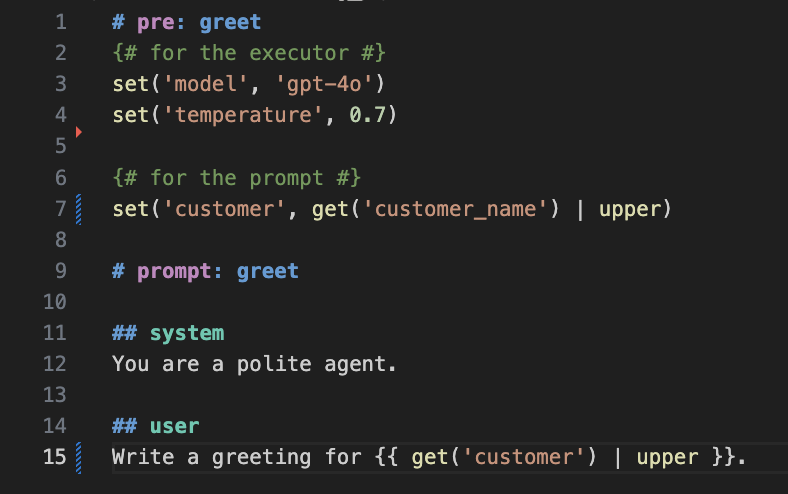 1 # pre: greet
2 {# for the executor #}
3 set('model', 'gpt-4o')
4 set('temperature', 0.7)
5
6 {# for the prompt #}
7 set('customer', get('customer_name') | upper)
8
9 # prompt: greet
10
11 ## system
12 You are a polite agent.
13
14 ## user
15 Write a greeting for {{ get('customer') | upper }}.